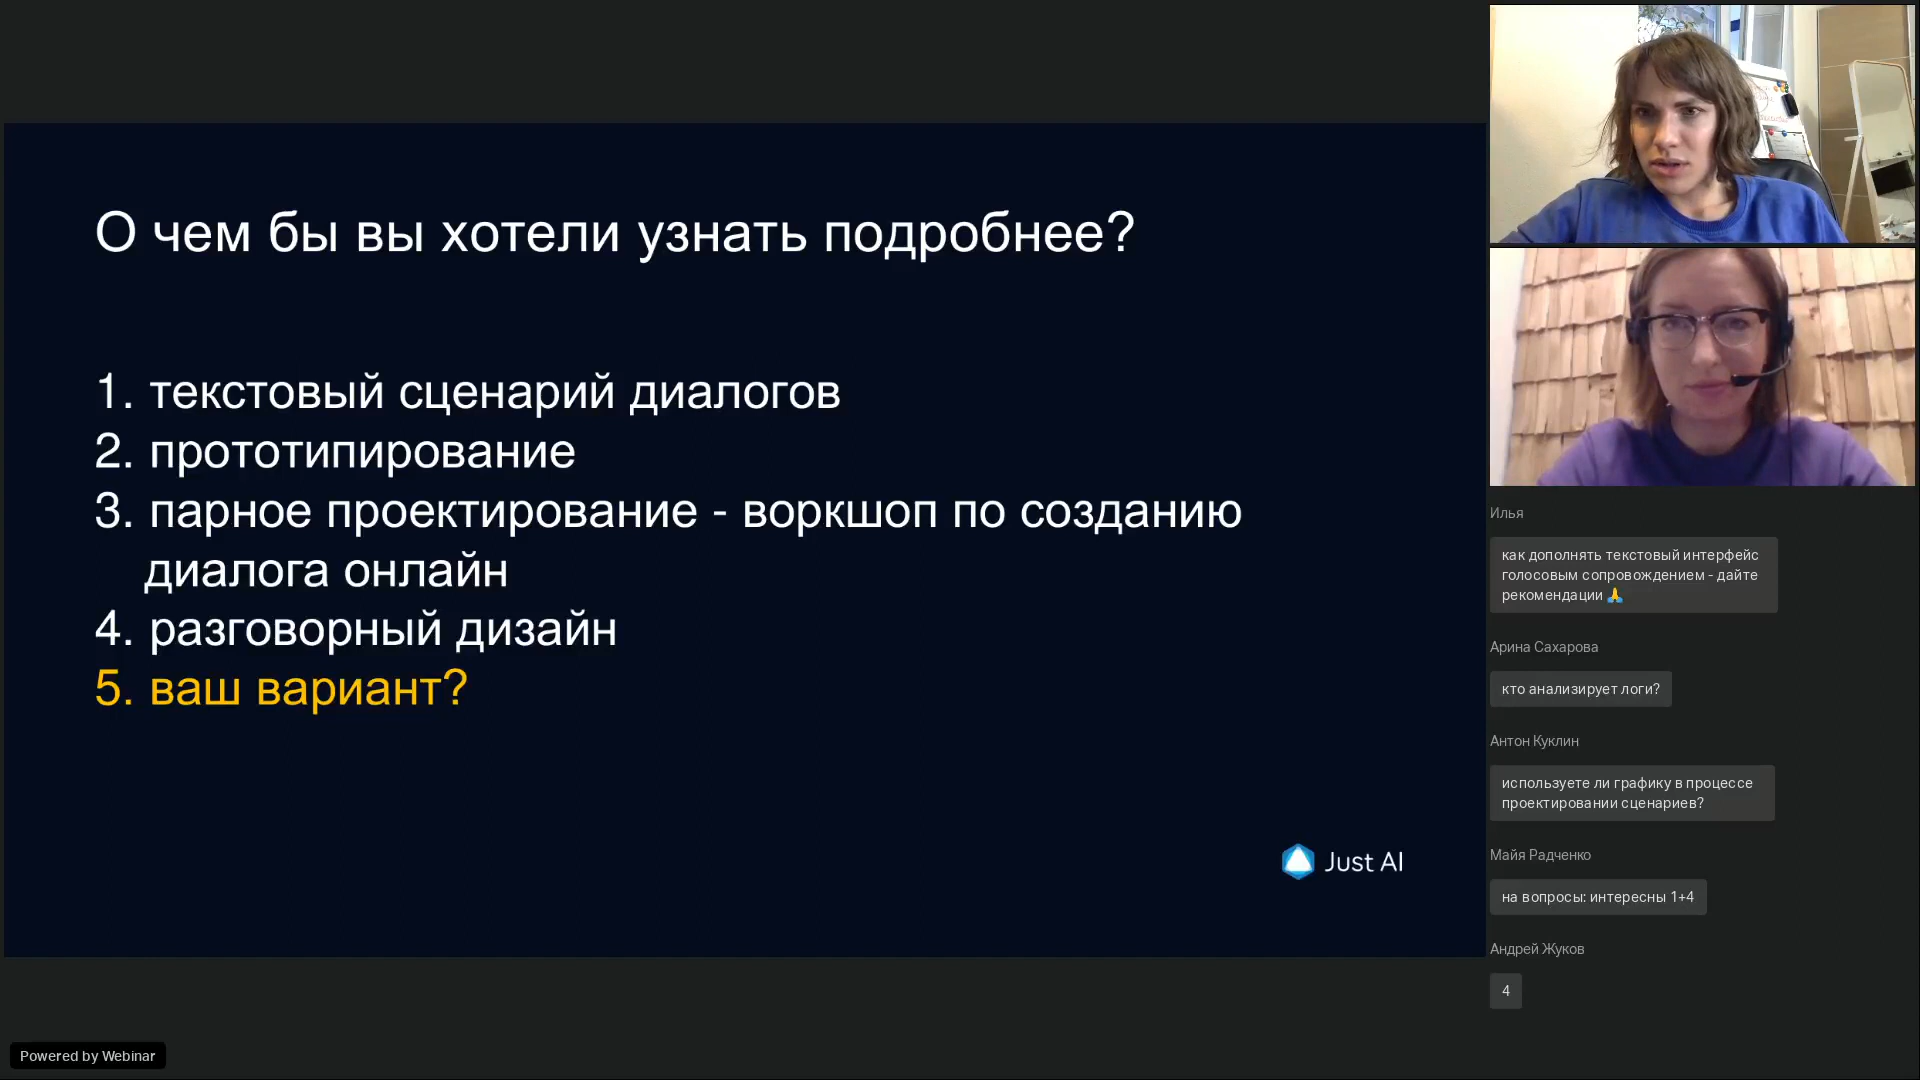 О чем бы вы хотели узнать подробнее?
1. текстовый сценарий диалогов
2. прототипирование
3. парное проектирование - воркшоп по созданию
диалога онлайн
4. разговорный дизайн
5. ваш вариант?
Just AI
Powered by Webinar
Илья
как дополнять текстовый интерфейс
голосовым сопровождением - дайте
рекомендации 🙏
Арина Сахарова
кто анализирует логи?
Антон Куклин
используете ли графику в процессе
проектировании сценариев?
Майя Радченко
на вопросы: интересны 1+4
Андрей Жуков
4